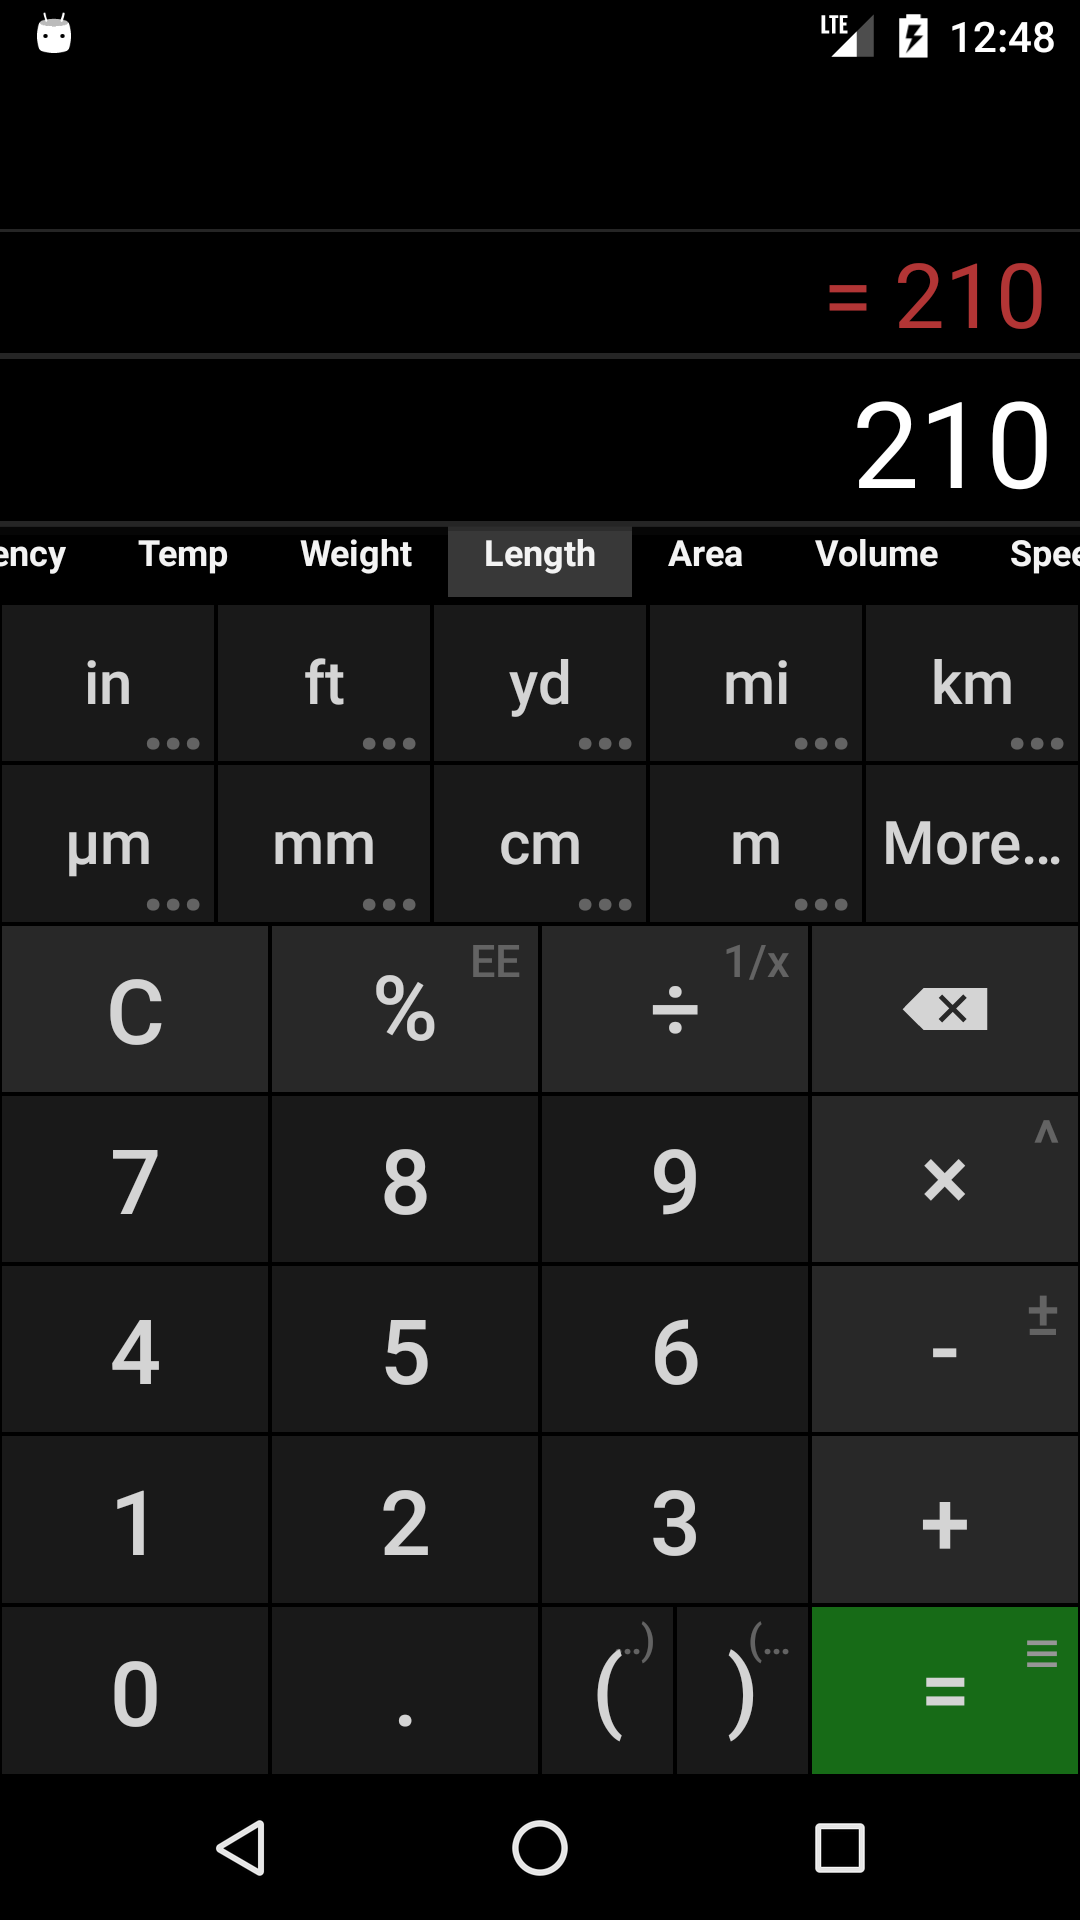 LTE 12:48
= 210
210
ency Temp Weight Length Area Volume Spee
in ft yd mi km
µm mm cm m More...
C % EE ÷ 1/x
7 8 9 × ^
4 5 6 - ±
1 2 3 +
0 . ( ..) ) (... =